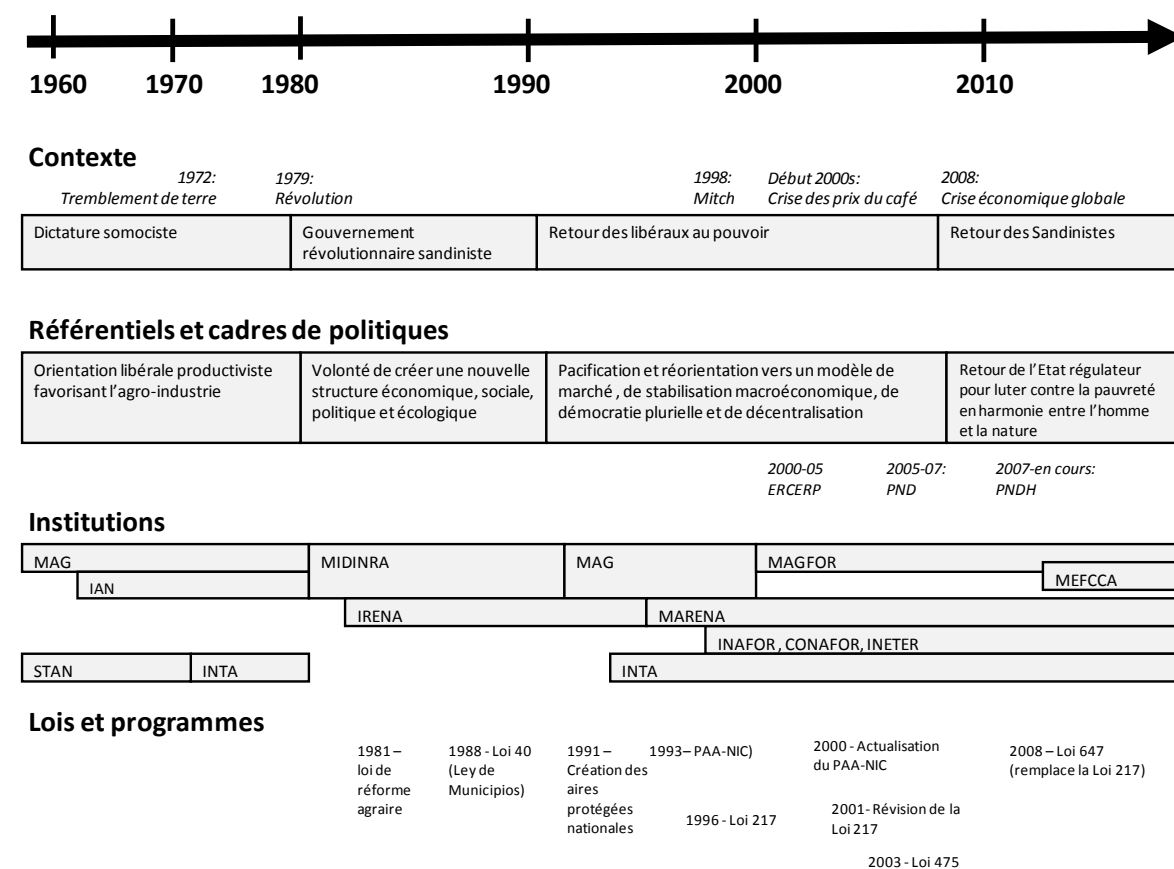 1960 1970 1980 1990 2000 2010
Contexte
1972:
Tremblement de terre
1979:
Révolution
1998:
Mitch
Début 2000s:
Crise des prix du café
2008:
Crise économique globale
Dictature somociste
Gouvernement
révolutionnaire sandiniste
Retour des libéraux au pouvoir
Retour des Sandinistes
Référentiels et cadres de politiques
Orientation libérale productiviste
favorisant l'agro-industrie
Volonté de créer une nouvelle
structure économique, sociale,
politique et écologique
Pacification et réorientation vers un modèle de
marché , de stabilisation macroéconomique, de
démocratie plurielle et de décentralisation
Retour de l'Etat régulateur
pour luter contre la pauvreté
en harmonie entre l'homme
et la nature
2000-05
ERCERP
2005-07:
PND
2007-en cours:
PNDH
Institutions
MAG
MIDINRA
MAG
MAGFOR
IAN
MEFCCA
IRENA
MARENA
INAFOR , CONAFOR, INETER
STAN
INTA
INTA
Lois et programmes
1981 –
loi de
réforme
agraire
1988 - Loi 40
(Ley de
Municipios)
1991 –
Création des
aires
protégées
nationales
1993– PAA-NIC)
1996 - Loi 217
2000 - Actualisation
du PAA-NIC
2001- Révision de la
Loi 217
2003 - Loi 475
2008 – Loi 647
(remplace la Loi 217)